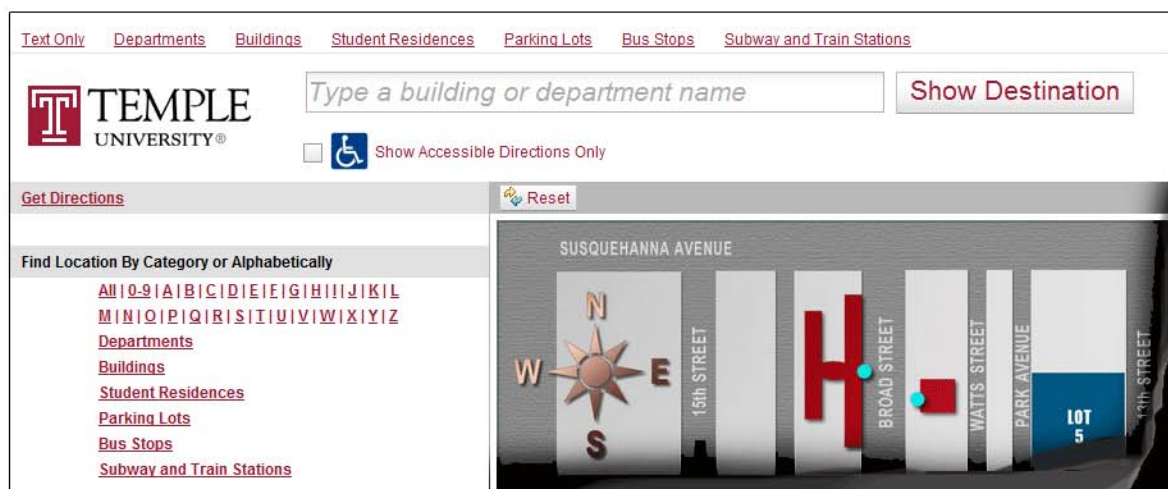 Text Only Departments Buildings Student Residences Parking Lots Bus Stops Subway and Train Stations
TEMPLE
UNIVERSITY®
Type a building or department name
Show Destination
Show Accessible Directions Only
Get Directions
Reset
Find Location By Category or Alphabetically
All | 0-9 | A | B | C | D | E | F | G | H | I | J | K | L
M | N | O | P | Q | R | S | T | U | V | W | X | Y | Z
Departments
Buildings
Student Residences
Parking Lots
Bus Stops
Subway and Train Stations
SUSQUEHANNA AVENUE
N
W E
S
15th STREET
BROAD STREET
WATTS STREET
PARK AVENUE
13th STREET
LOT
5